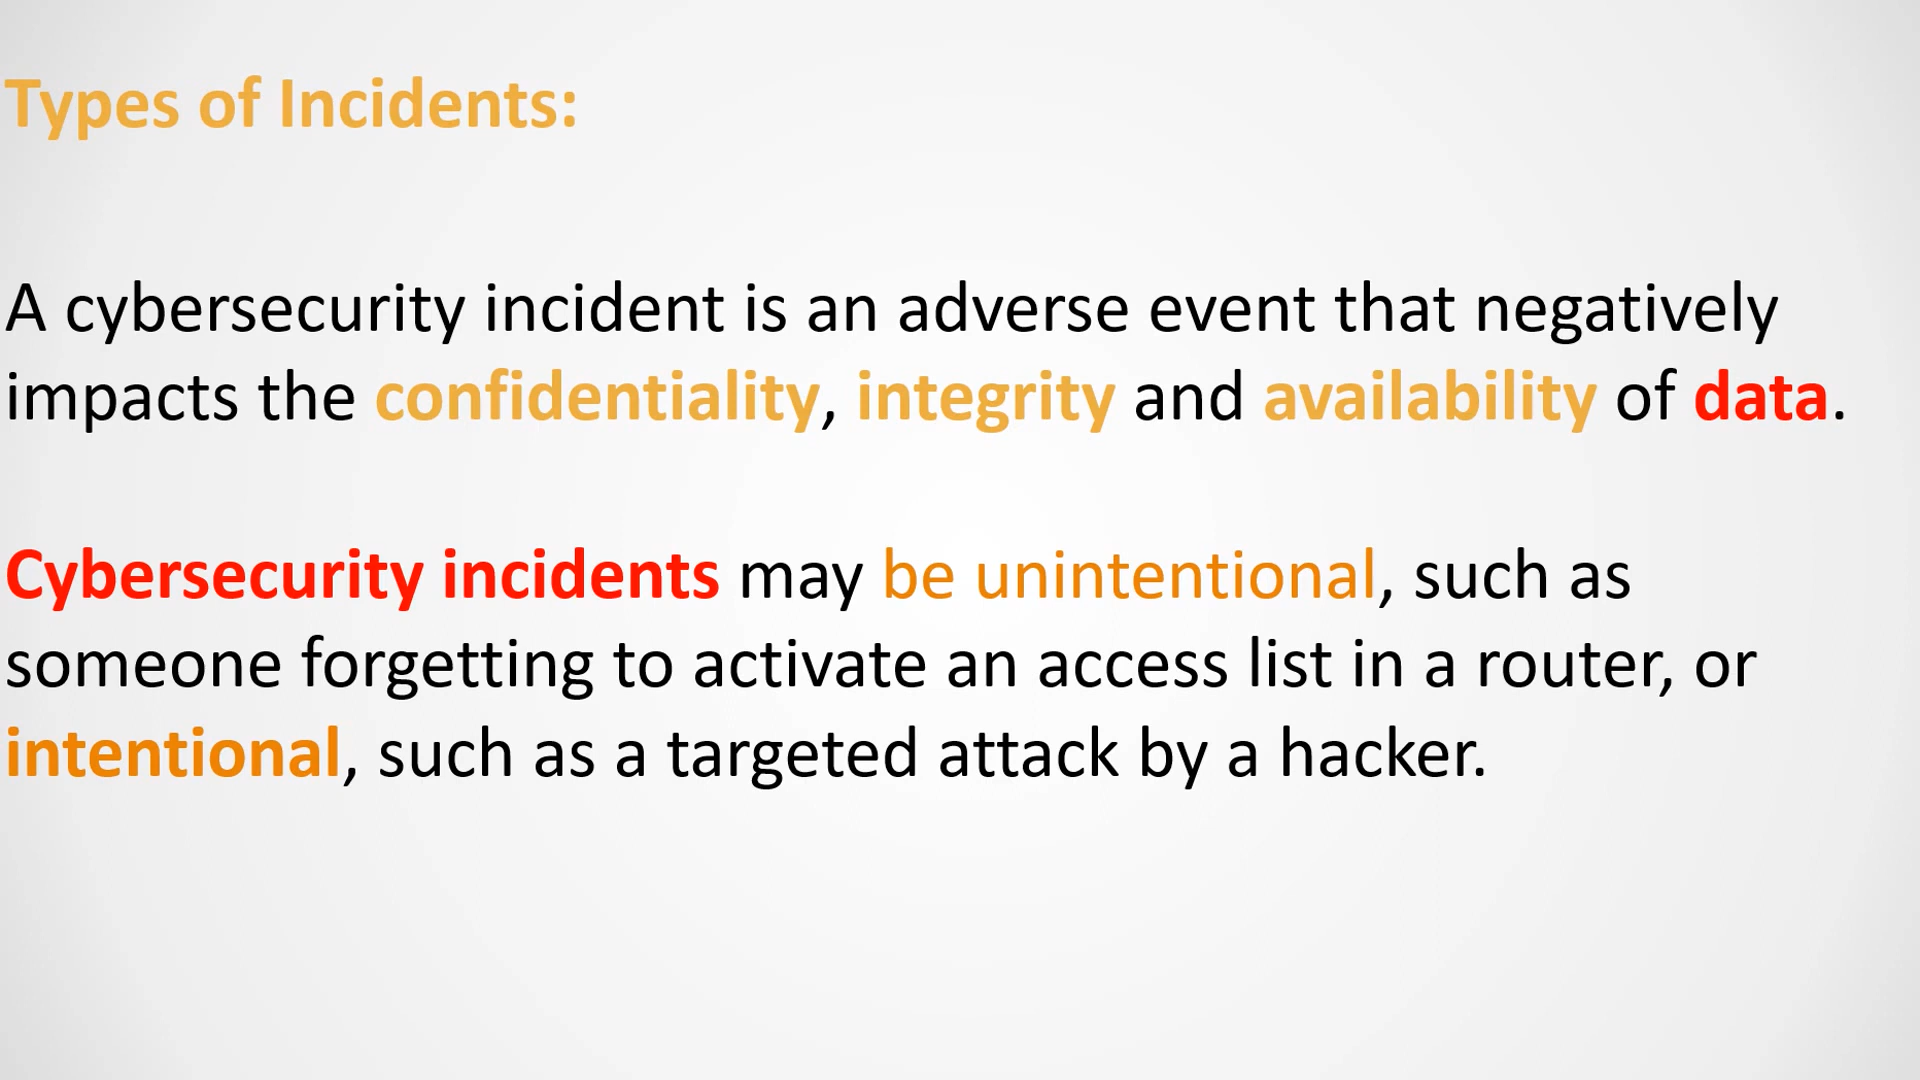 Types of Incidents:
A cybersecurity incident is an adverse event that negatively
impacts the confidentiality, integrity and availability of data.
Cybersecurity incidents may be unintentional, such as
someone forgetting to activate an access list in a router, or
intentional, such as a targeted attack by a hacker.